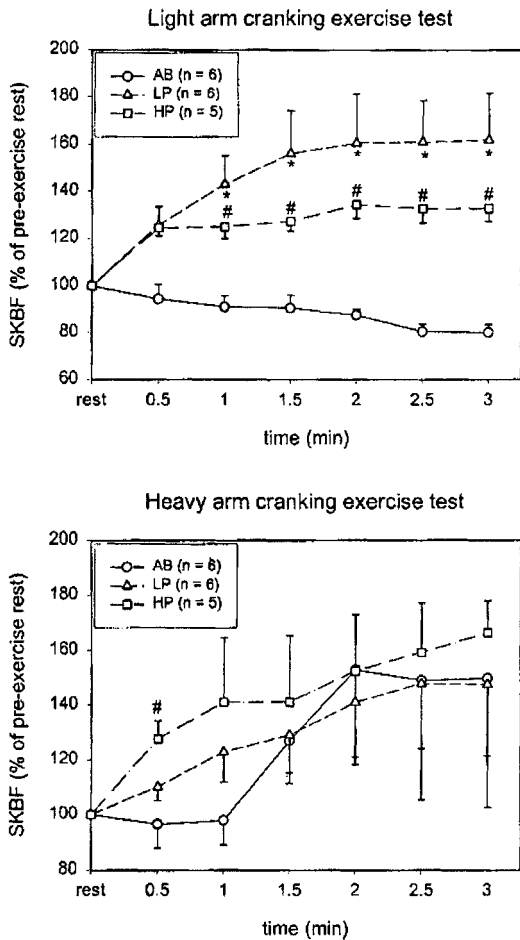 Light arm cranking exercise test
200
180
160
140
120
100
80
60
SKBF (% of pre-exercise rest)
AB (n = 6)
LP (n = 6)
HP (n = 5)
* * * * *
# # # # #
rest 0.5 1 1.5 2 2.5 3
time (min)
Heavy arm cranking exercise test
200
180
160
140
120
100
80
SKBF (% of pre-exercise rest)
AB (n = 6)
LP (n = 6)
HP (n = 5)
#
rest 0.5 1 1.5 2 2.5 3
time (min)